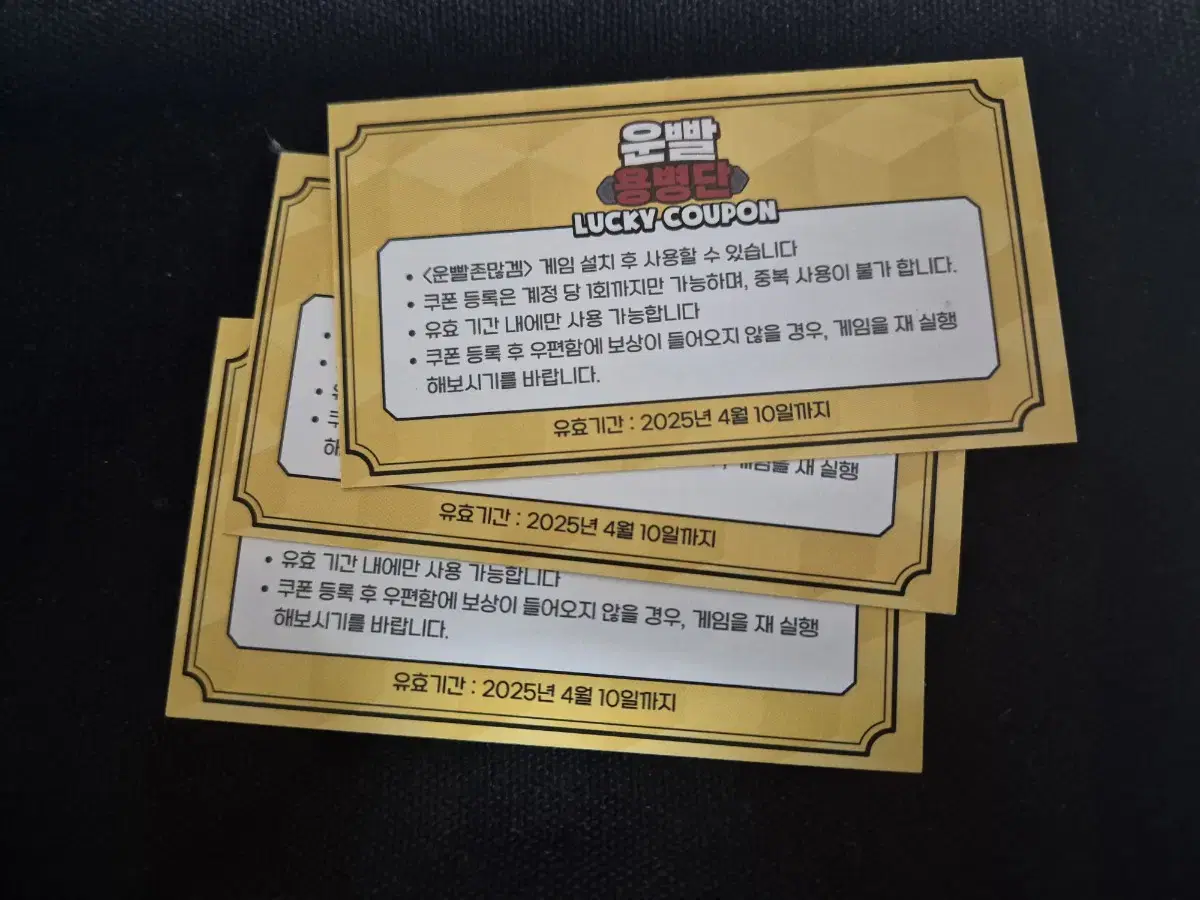 운빨
용병단
LUCKY COUPON
• <운빨존많겜> 게임 설치 후 사용할 수 있습니다
• 쿠폰 등록은 계정 당 1회까지만 가능하며, 중복 사용이 불가 합니다.
• 유효 기간 내에만 사용 가능합니다
• 쿠폰 등록 후 우편함에 보상이 들어오지 않을 경우, 게임을 재 실행
해보시기를 바랍니다.
유효기간 : 2025년 4월 10일까지
게임을 재 실행
유효기간 : 2025년 4월 10일까지
• 유효 기간 내에만 사용 가능합니다
• 쿠폰 등록 후 우편함에 보상이 들어오지 않을 경우, 게임을 재 실행
해보시기를 바랍니다.
유효기간 : 2025년 4월 10일까지